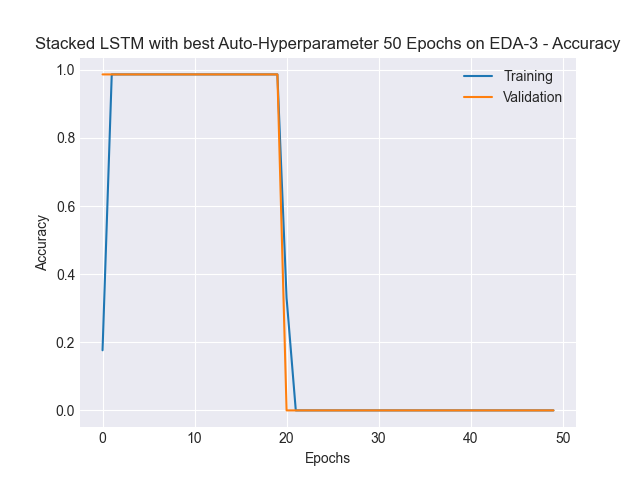 Stacked LSTM with best Auto-Hyperparameter 50 Epochs on EDA-3 - Accuracy
Training
Validation
1.0
0.8
0.6
0.4
0.2
0.0
Accuracy
0 10 20 30 40 50
Epochs